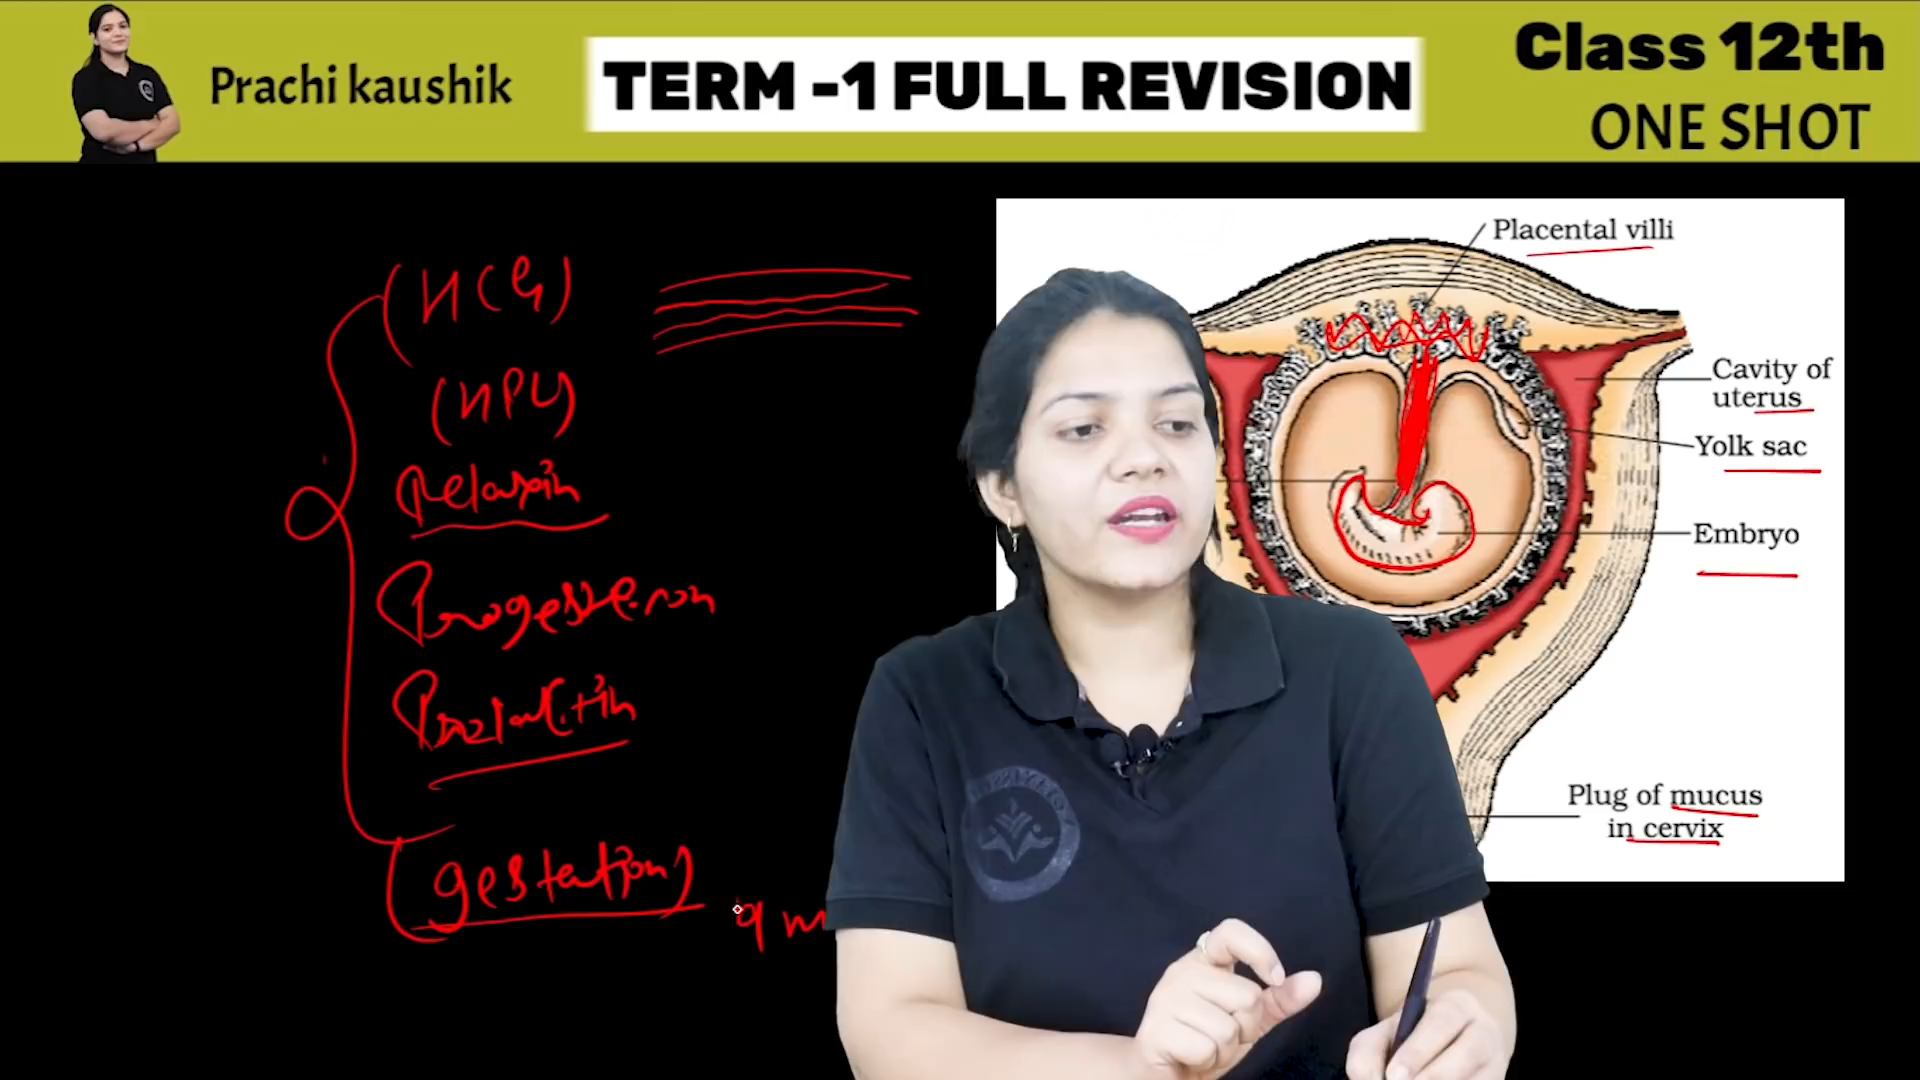 Prachi kaushik
TERM -1 FULL REVISION
Class 12th
ONE SHOT
(HCG)
(HPL)
Relaxin
Progesteron
Prolactin
(gestation)
9 m
Placental villi
Cavity of
uterus
Yolk sac
Embryo
Plug of mucus
in cervix